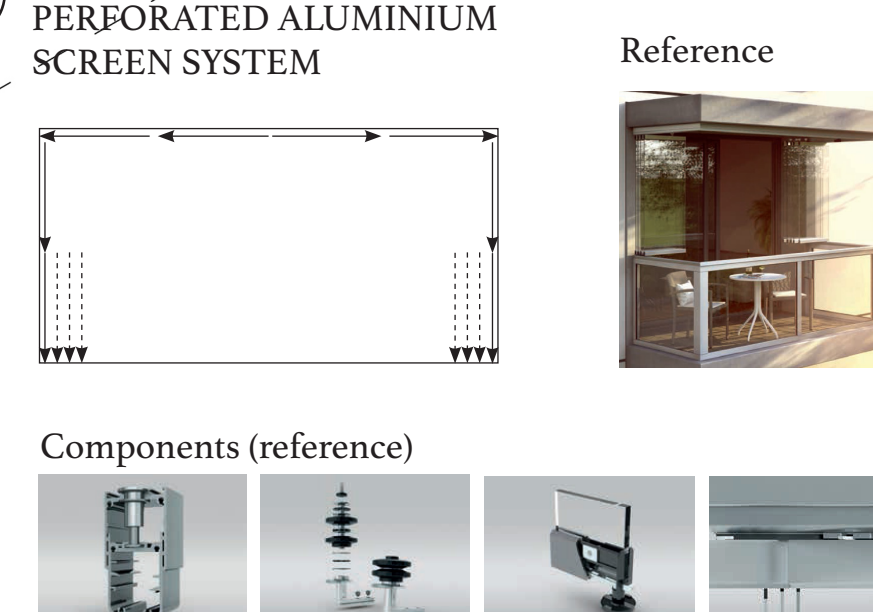 PERFORATED ALUMINIUM
SCREEN SYSTEM
Reference
Components (reference)